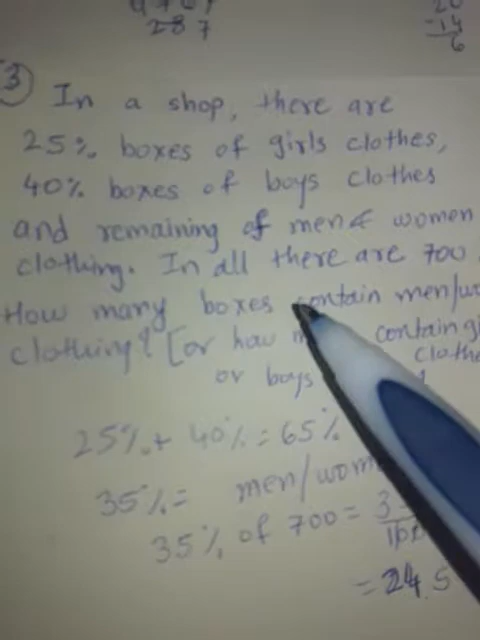 287
-14
6
3 In a shop, there are
25% boxes of girls clothes,
40% boxes of boys clothes
and remaining of men & women
clothing. In all there are 700
How many boxes contain men/wo
clothing? [or how contain gi
clothe
or boys
25% + 40% = 65%
35% = men/wom
35% of 700 = 3
= 245